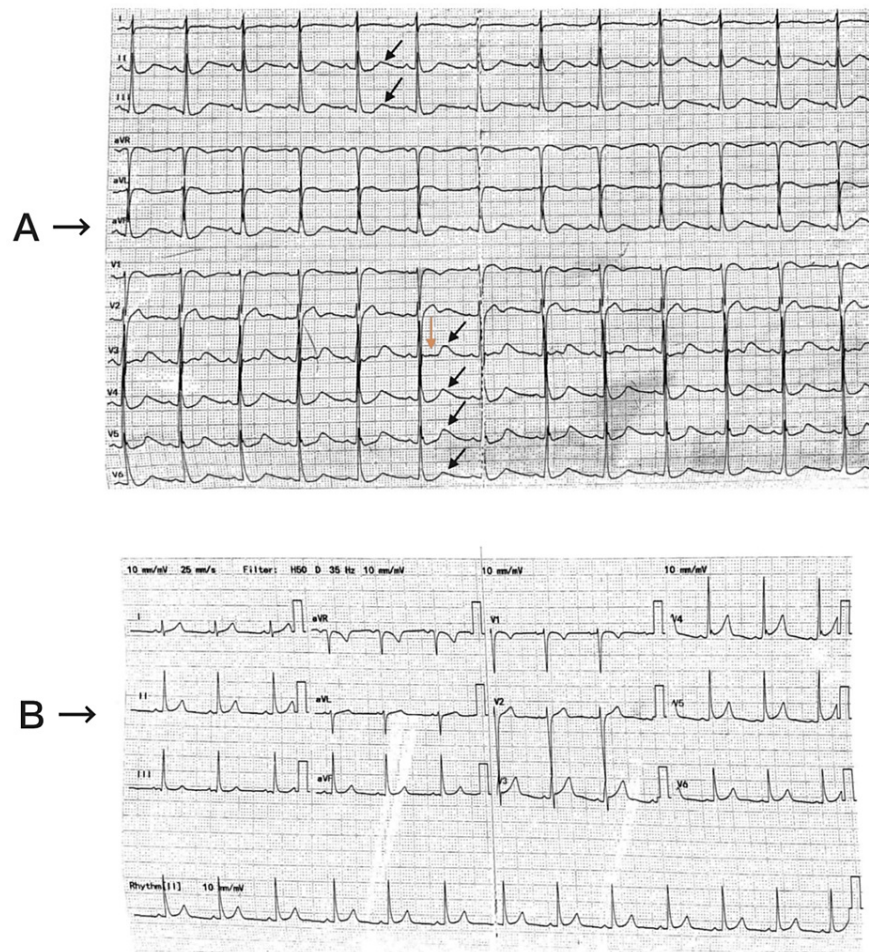 I
II
III
aVR
aVL
A → aVF
V1
V2
V3
V4
V5
V6
10 mm/mV 25 mm/s Filter: H50 D 35 Hz 10 mm/mV 10 mm/mV 10 mm/mV
I aVR V1 V4
II aVL V2 V5
B →
III aVF V3 V6
Rhythm[II] 10 mm/mV